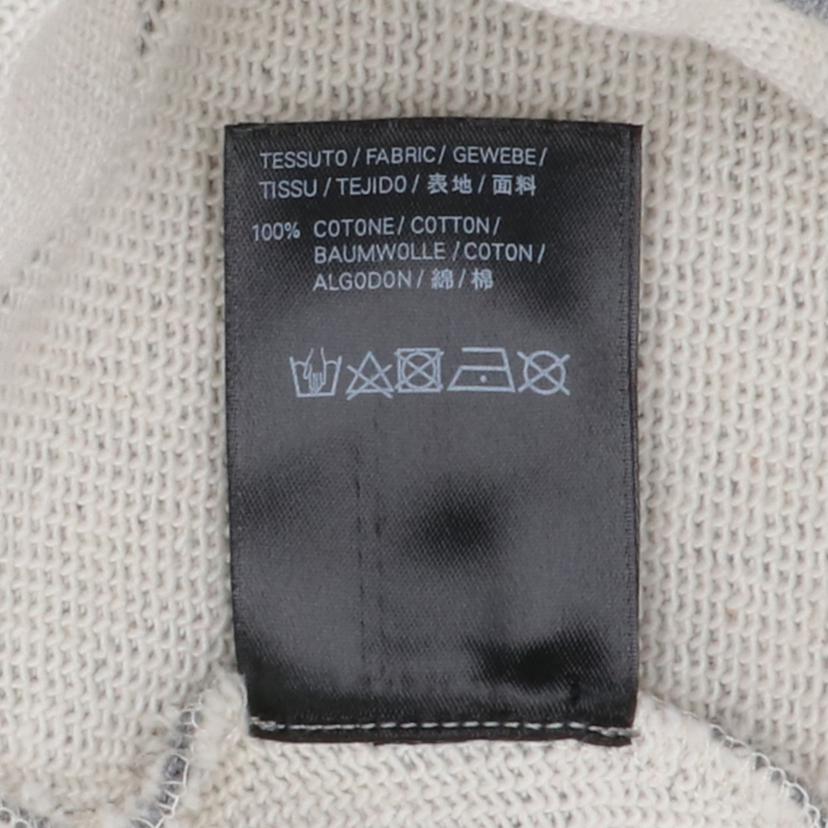 TESSUTO / FABRIC / GEWEBE /
TISSU / TEJIDO / 表地 / 面料
100% COTONE / COTTON /
BAUMWOLLE / COTON /
ALGODON / 綿 / 棉